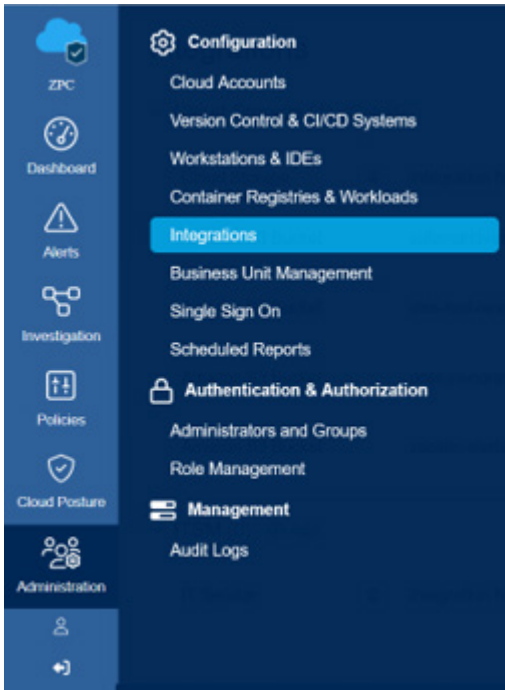 ZPC
Dashboard
Alerts
Investigation
Policies
Cloud Posture
Administration
Configuration
Cloud Accounts
Version Control & CI/CD Systems
Workstations & IDEs
Container Registries & Workloads
Integrations
Business Unit Management
Single Sign On
Scheduled Reports
Authentication & Authorization
Administrators and Groups
Role Management
Management
Audit Logs